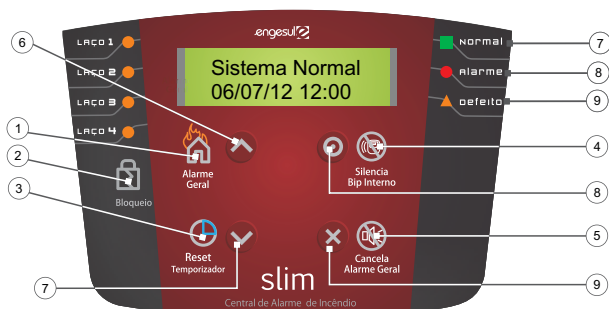 engesul
LAÇO 1
LAÇO 2
LAÇO 3
LAÇO 4
Sistema Normal
06/07/12 12:00
Normal
Alarme
Defeito
6
7
8
9
1
2
3
7
4
8
5
9
Alarme
Geral
Silencia
Bip Interno
Bloqueio
Reset
Temporizador
Cancela
Alarme Geral
slim
Central de Alarme de Incêndio